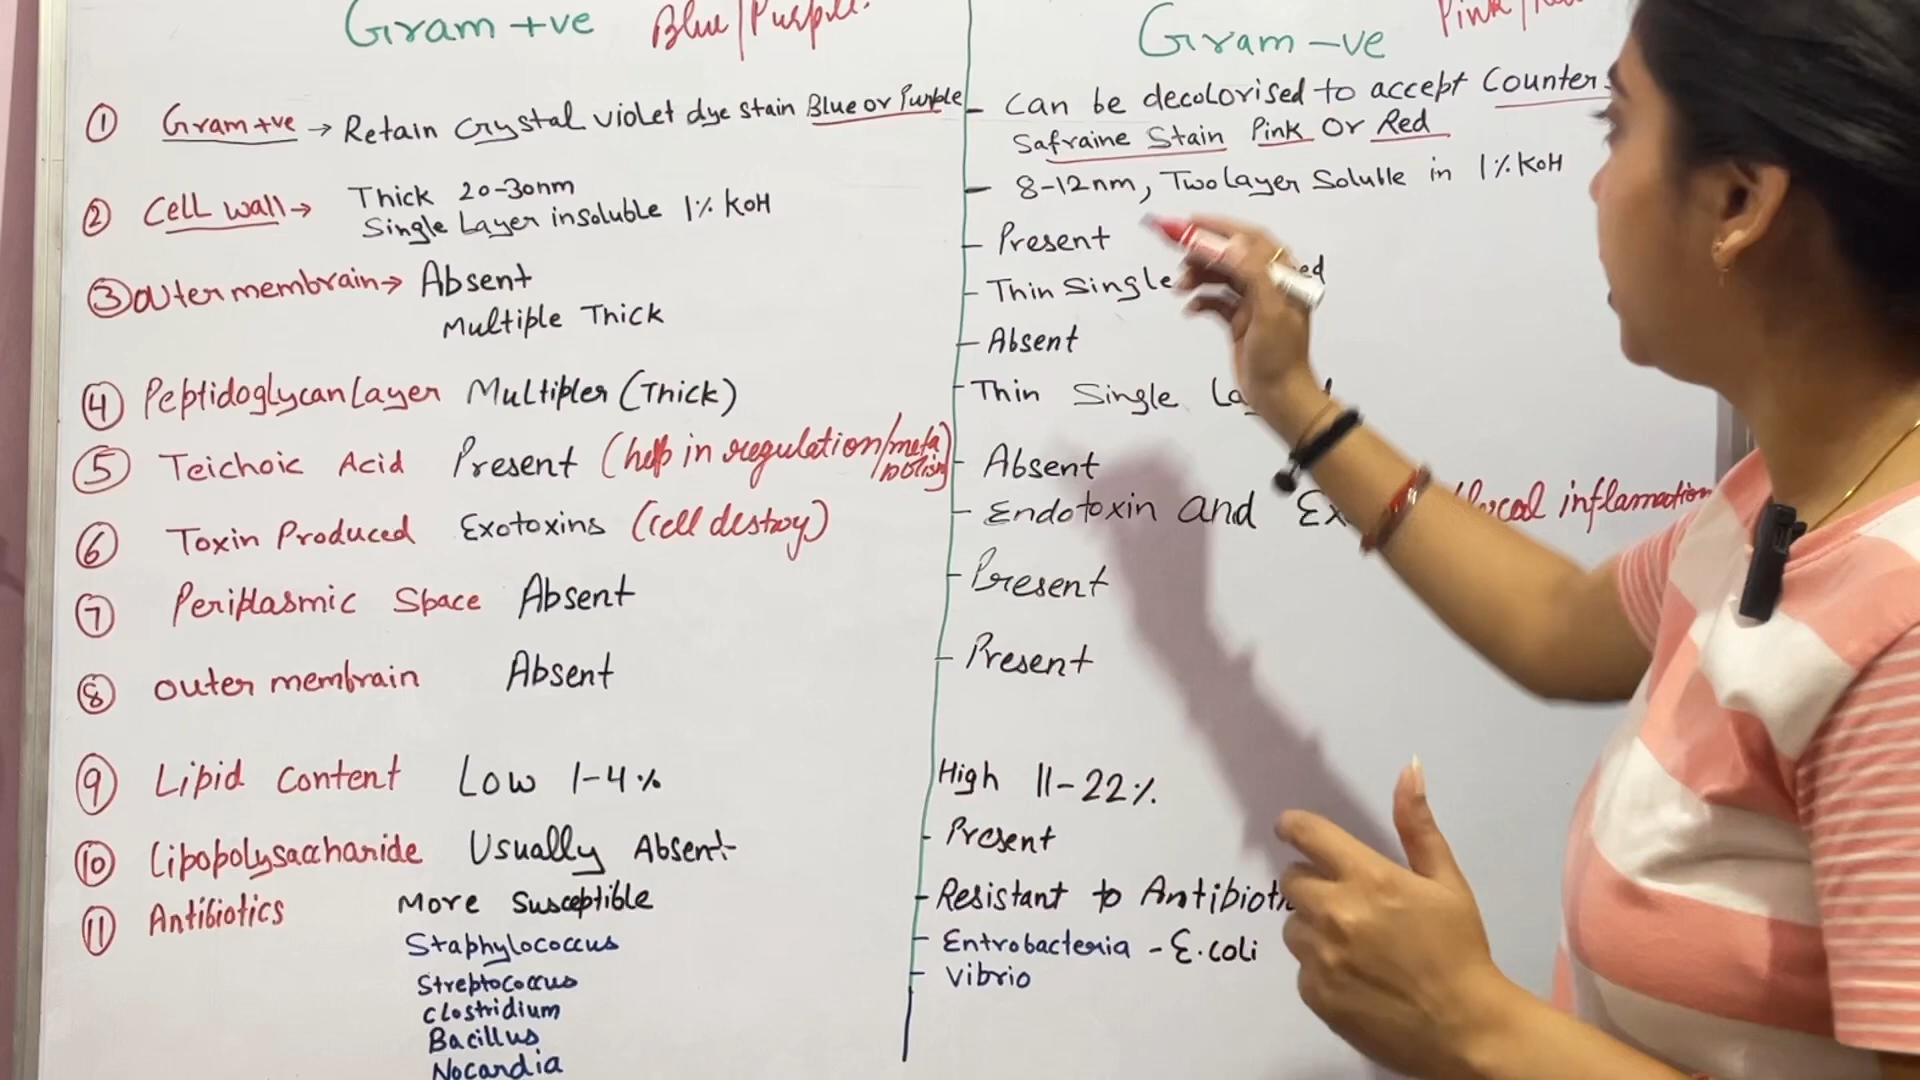 Gram +ve Blue/Purple.
Gram -ve Pink/
① Gram +ve → Retain Crystal violet dye stain Blue or Purple
- Can be decolorised to accept Counter
Safraine Stain Pink Or Red
② Cell wall → Thick 20-30nm
Single Layer insoluble 1% KOH
- 8-12nm, Two layer Soluble in 1% KOH
③ Outer membrain → Absent
Multiple Thick
- Present
- Thin Single
- Absent
④ Peptidoglycan Layer Multipler (Thick)
- Thin Single
⑤ Teichoic Acid Present (help in regulation/metabolism)
- Absent
⑥ Toxin Produced Exotoxins (cell destroy)
- Endotoxin and local inflamation
⑦ Periplasmic Space Absent
- Present
⑧ outer membrain Absent
- Present
⑨ Lipid Content Low 1-4%
High 11-22%.
⑩ Lipopolysaccharide Usually Absent
- Present
⑪ Antibiotics More Susceptible
- Resistant to
Staphylococcus
- Entrobacteria - E.coli
Streptococcus
- Vibrio
Clostridium
Bacillus
Nocardia